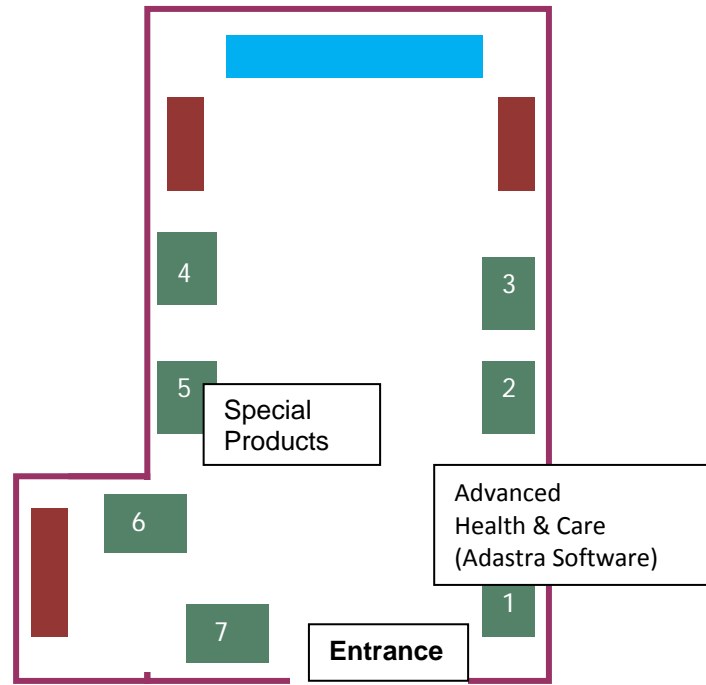 4
3
5
2
Special
Products
Advanced
Health & Care
(Adastra Software)
6
1
7
Entrance